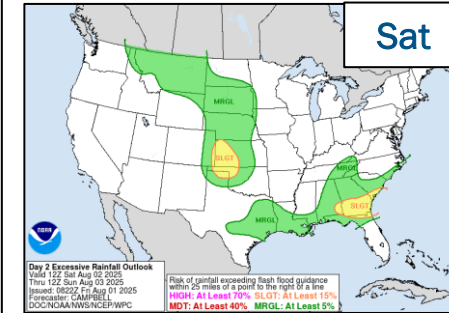 Sat
MRGL
SLGT
MRGL
SLGT
MRGL
NOAA
Day 2 Excessive Rainfall Outlook
Valid 12Z Sat Aug 02 2025
Thru 12Z Sun Aug 03 2025
Issued: 0822Z Fri Aug 01 2025
Forecaster: CAMPBELL
DOC/NOAA/NWS/NCEP/WPC
Risk of rainfall exceeding flash flood guidance
within 25 miles of a point to the right of a line
HIGH: At Least 70% SLGT: At Least 15%
MDT: At Least 40% MRGL: At Least 5%